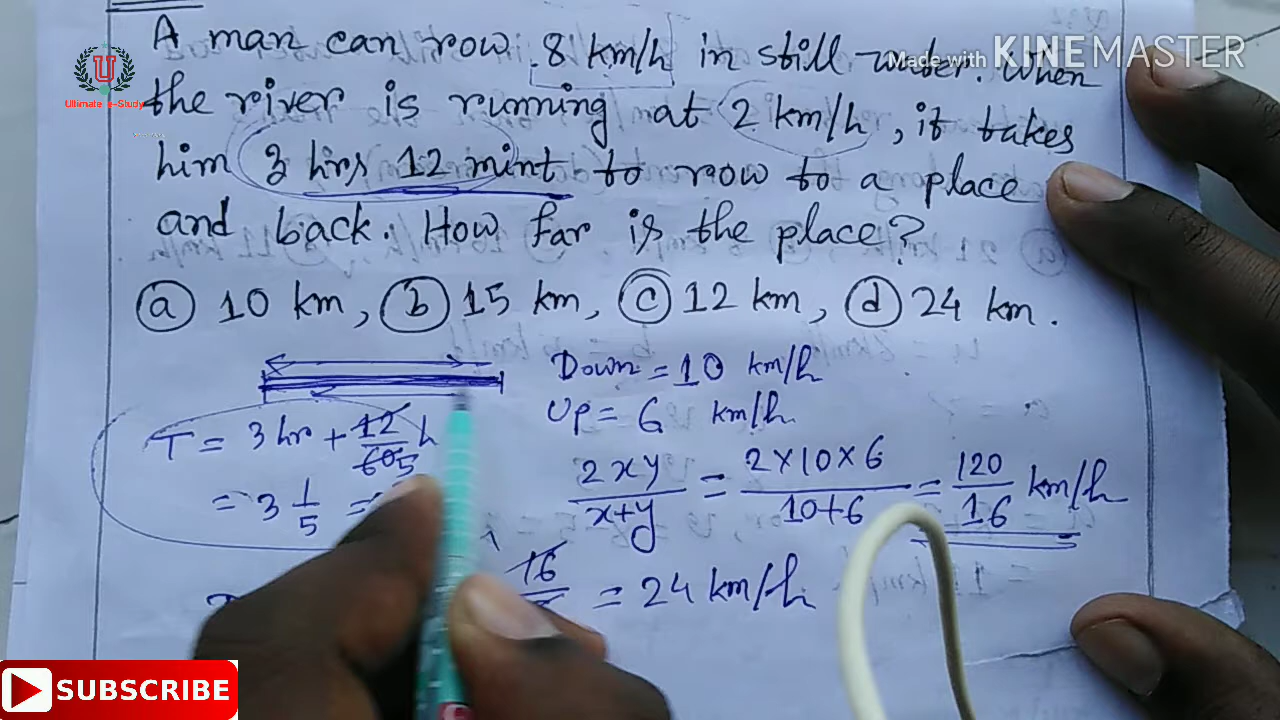 Made with KINEMASTER
U
Ultimate e-Study
A man can row 8 km/h in still water. When
the river is running at 2 km/h, it takes
him 3 hrs 12 mint to row to a place
and back. How far is the place?
(a) 10 km, (b) 15 km, (c) 12 km, (d) 24 km.
Down = 10 km/h
Up = 6 km/h
T = 3 hr + 12/60 5 h
= 3 1/5 =
2xy/x+y = 2×10×6/10+6 = 120/16 km/h
16 = 24 km/h
SUBSCRIBE